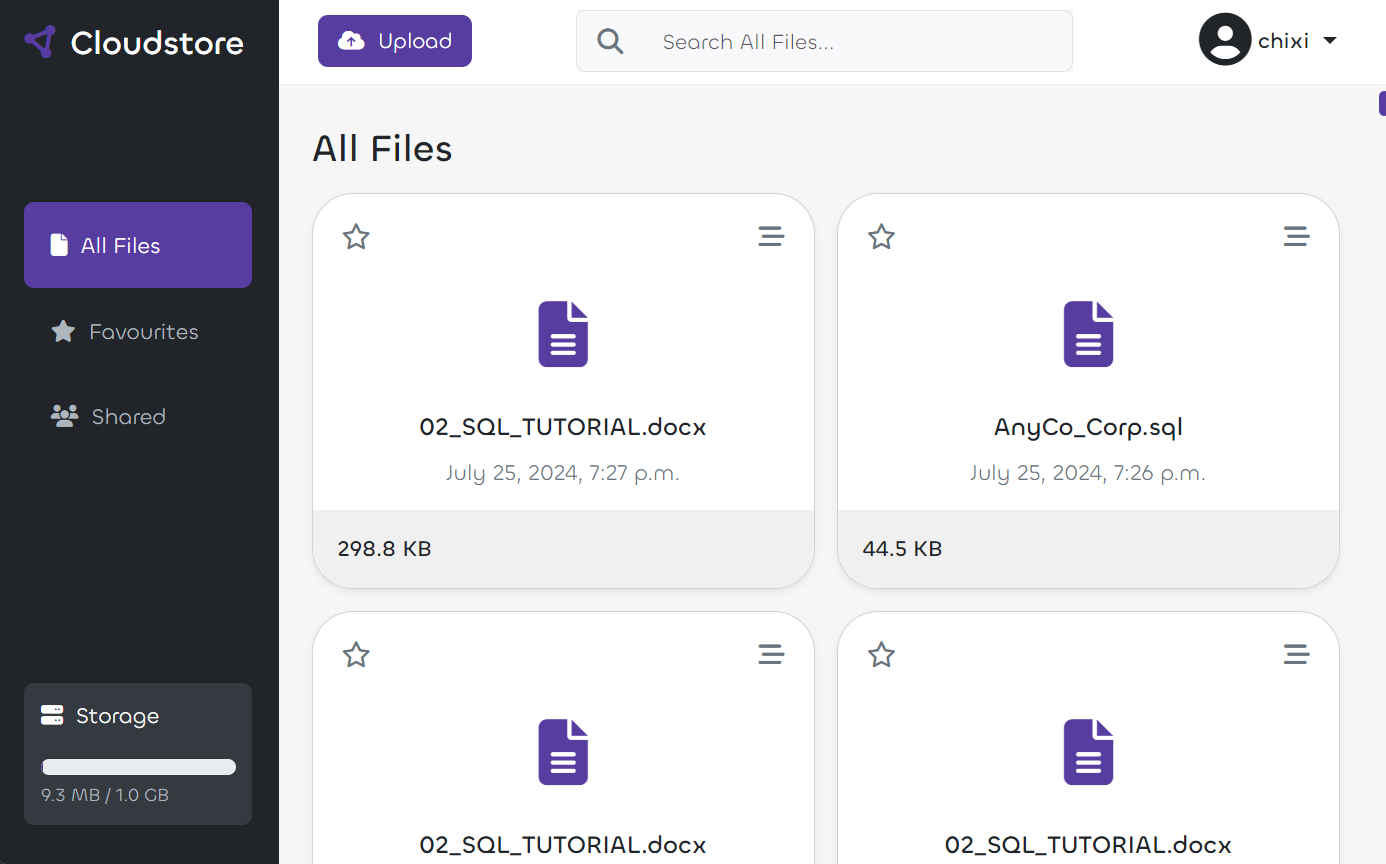 Cloudstore
Upload
Search All Files...
chixi
All Files
Favourites
Shared
Storage
9.3 MB / 1.0 GB
All Files
02_SQL_TUTORIAL.docx
July 25, 2024, 7:27 p.m.
298.8 KB
AnyCo_Corp.sql
July 25, 2024, 7:26 p.m.
44.5 KB
02_SQL_TUTORIAL.docx
02_SQL_TUTORIAL.docx